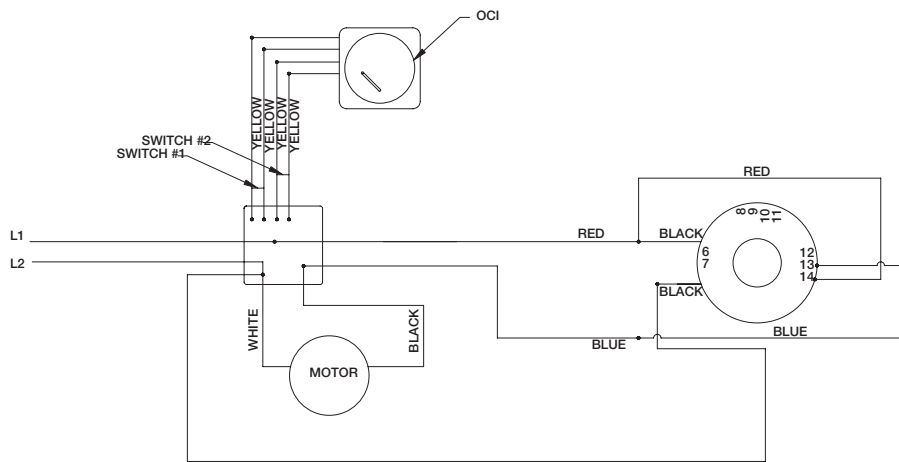 OCI
YELLOW
YELLOW
YELLOW
YELLOW
SWITCH #2
SWITCH #1
RED
L1
RED
BLACK
8
9
10
11
6
7
12
13
14
L2
BLACK
WHITE
BLACK
BLUE
BLUE
MOTOR